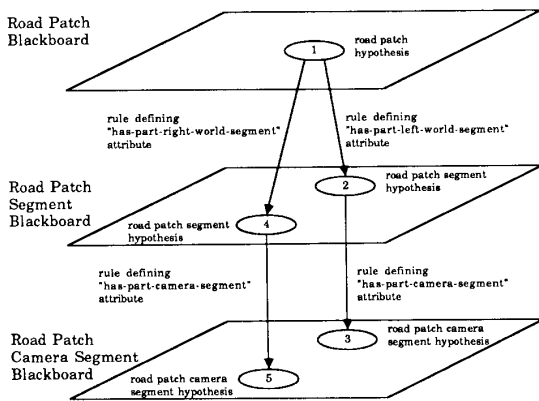 Road Patch
Blackboard
1
road patch
hypothesis
rule defining
"has-part-right-world-segment"
attribute
rule defining
"has-part-left-world-segment"
attribute
Road Patch
Segment
Blackboard
2
road patch segment
hypothesis
4
road patch segment
hypothesis
rule defining
"has-part-camera-segment"
attribute
rule defining
"has-part-camera-segment"
attribute
Road Patch
Camera Segment
Blackboard
3
road patch camera
segment hypothesis
5
road patch camera
segment hypothesis